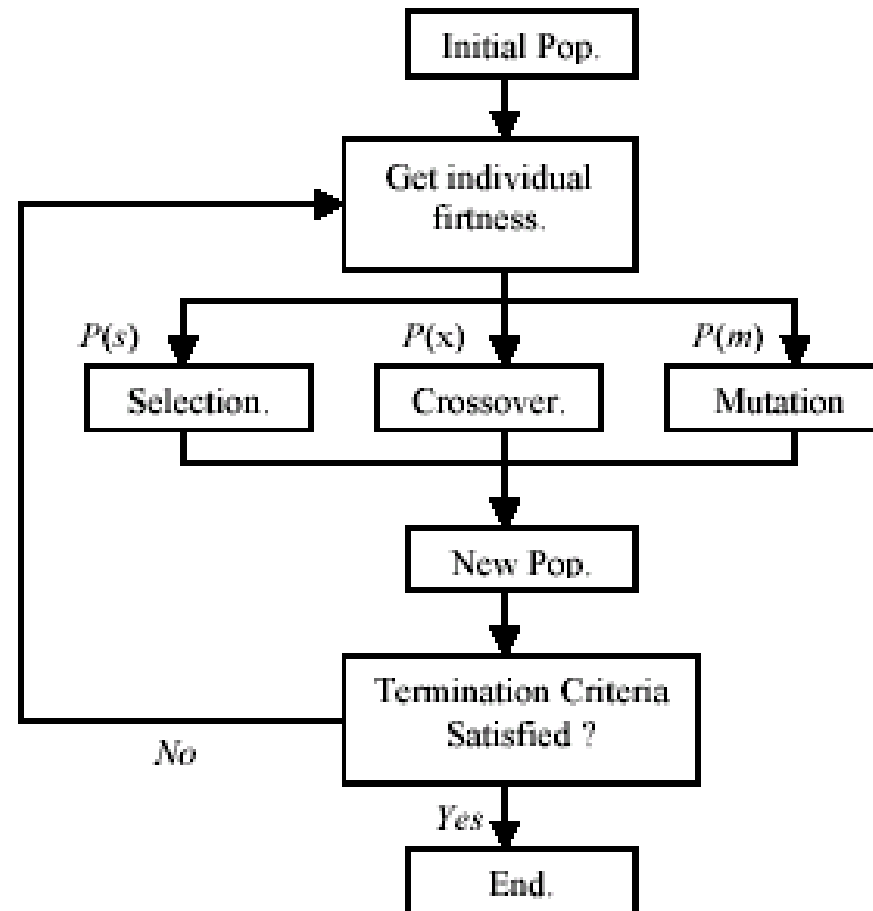 Initial Pop.
Get individual
firtness.
P(s)
P(x)
P(m)
Selection.
Crossover.
Mutation
New Pop.
Termination Criteria
Satisfied ?
No
Yes
End.